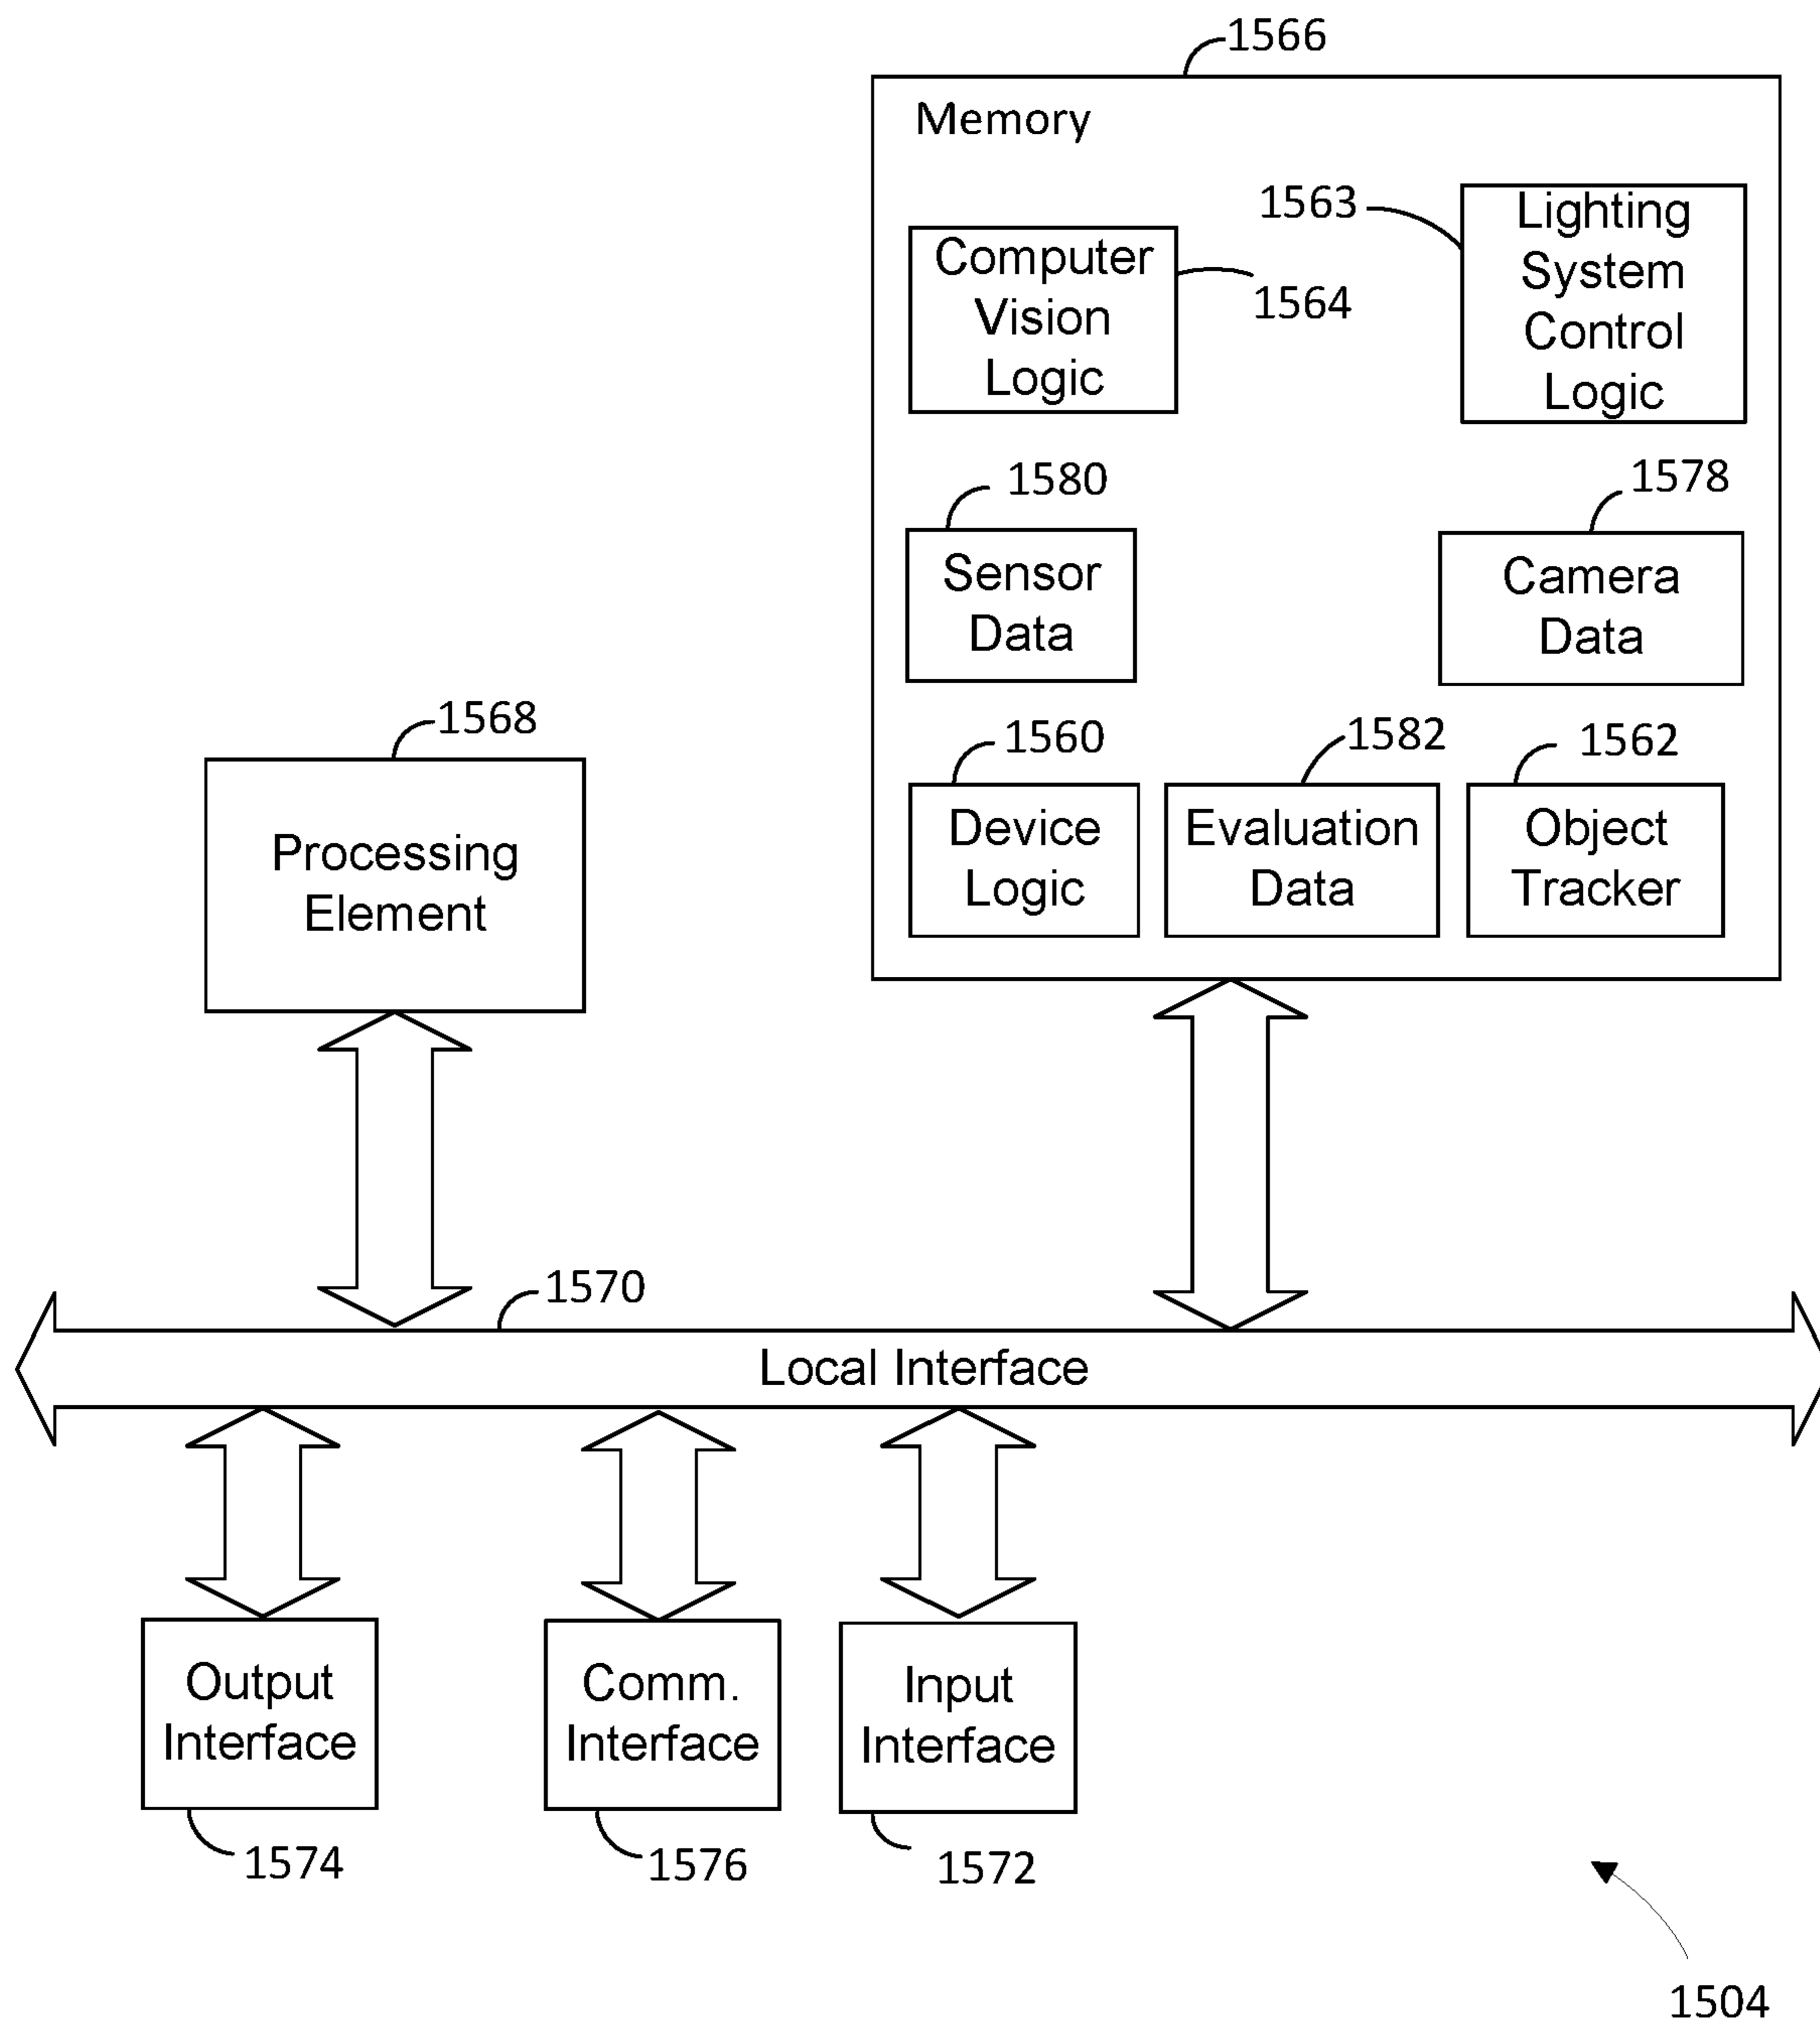 1566
Memory
1563
Lighting
System
Control
Logic
Computer
Vision
Logic
1564
1580
1578
Sensor
Data
Camera
Data
1568
1560
1582
1562
Processing
Element
Device
Logic
Evaluation
Data
Object
Tracker
1570
Local Interface
Output
Interface
Comm.
Interface
Input
Interface
1574
1576
1572
1504